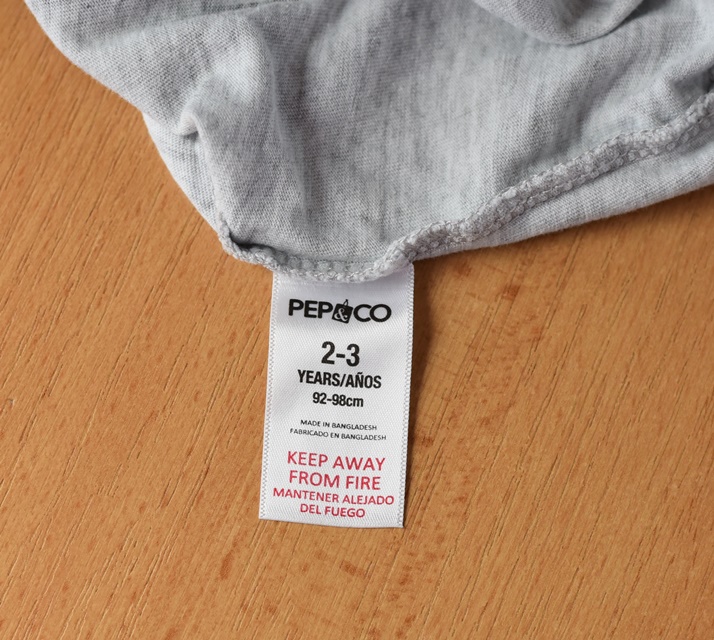 PEP&CO
2-3
YEARS/AÑOS
92-98cm
MADE IN BANGLADESH
FABRICADO EN BANGLADESH
KEEP AWAY
FROM FIRE
MANTENER ALEJADO
DEL FUEGO